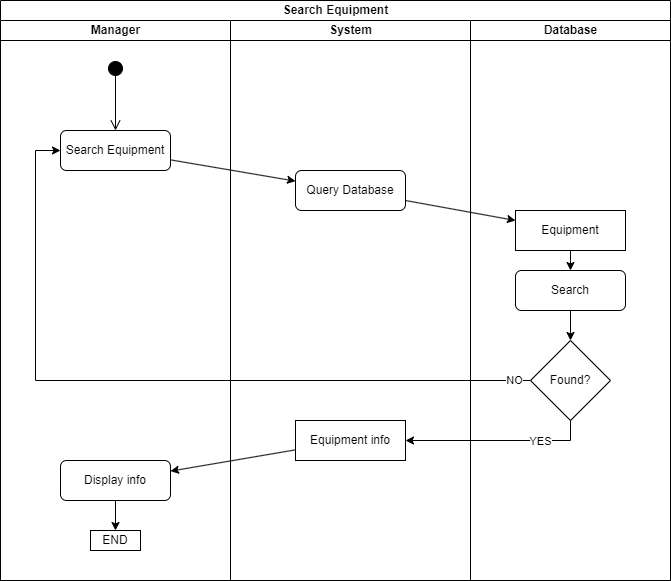 Search Equipment
Manager
System
Database
Search Equipment
Query Database
Equipment
Search
Found?
NO
YES
Equipment info
Display info
END